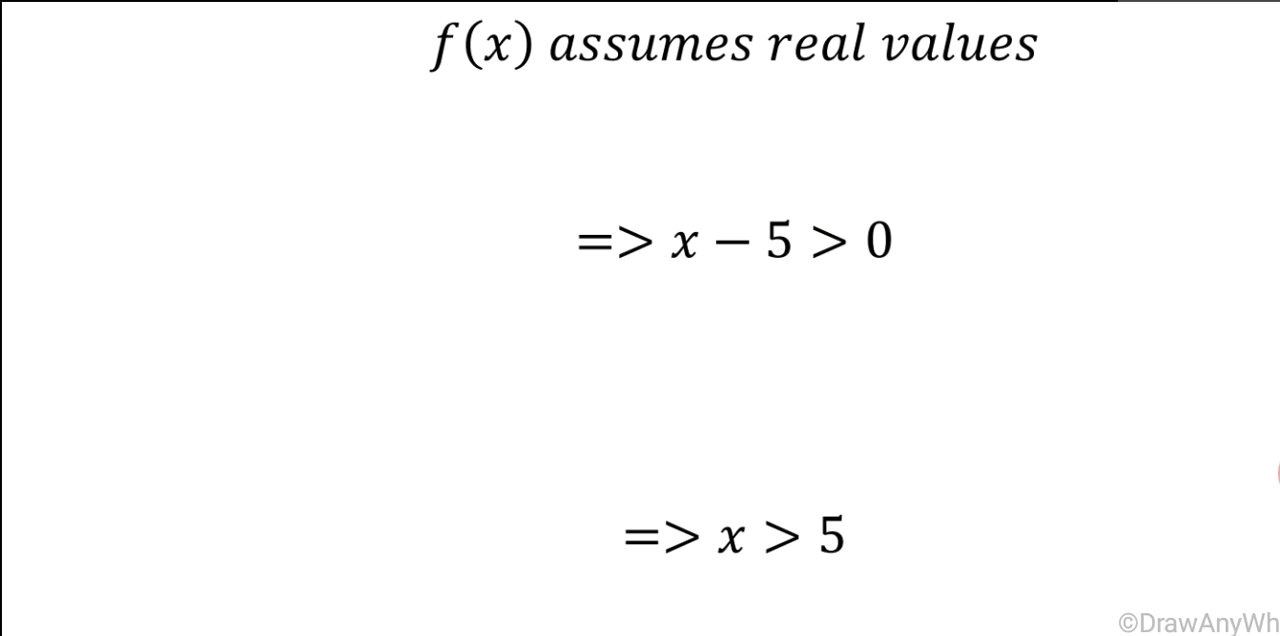 f(x) assumes real values
=> x − 5 > 0
=> x > 5
©DrawAnyWh